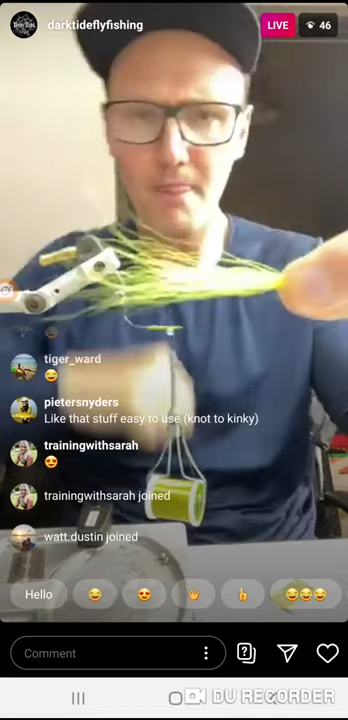 darktideflyfishing
LIVE
46
tiger_ward
pietersnyders
Like that stuff easy to use (knot to kinky)
trainingwithsarah
trainingwithsarah joined
watt.dustin joined
Hello
Comment
DU RECORDER